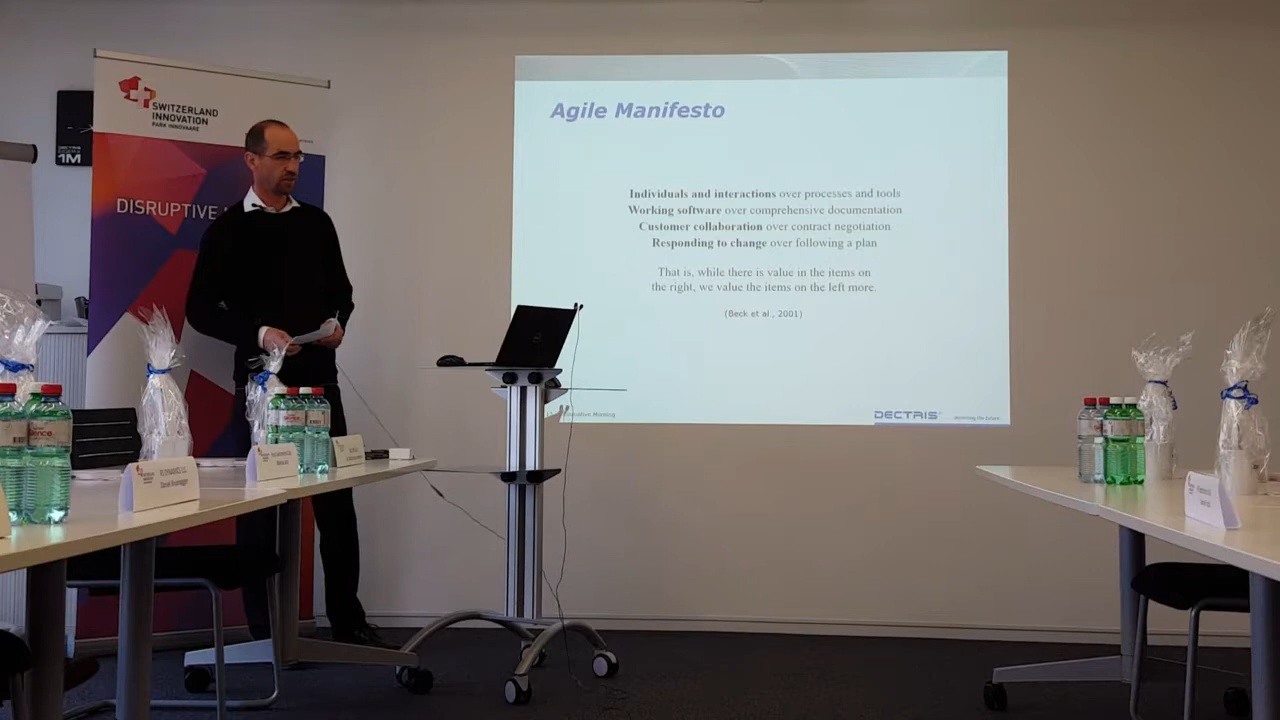 SWITZERLAND
INNOVATION
PARK INNOVAARE
DECTRIS
1M
DISRUPTIVE
Agile Manifesto
Individuals and interactions over processes and tools
Working software over comprehensive documentation
Customer collaboration over contract negotiation
Responding to change over following a plan
That is, while there is value in the items on
the right, we value the items on the left more.
(Beck et al., 2001)
DECTRIS